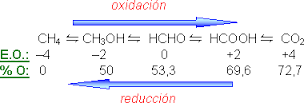 oxidación
CH₄ ⇆ CH₃OH ⇆ HCHO ⇆ HCOOH ⇆ CO₂
E.O.: −4 −2 0 +2 +4
% O: 0 50 53,3 69,6 72,7
reducción